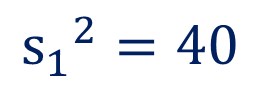 s₁² = 40